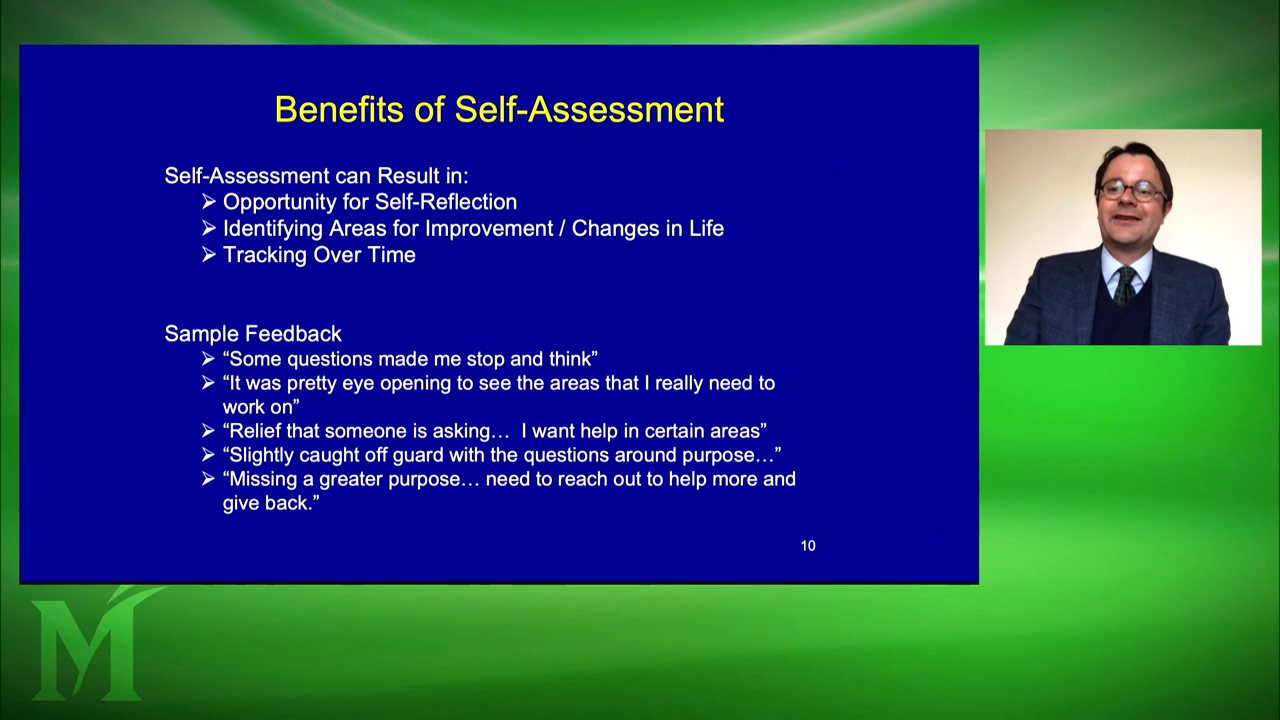 Benefits of Self-Assessment
Self-Assessment can Result in:
➢ Opportunity for Self-Reflection
➢ Identifying Areas for Improvement / Changes in Life
➢ Tracking Over Time
Sample Feedback
➢ “Some questions made me stop and think”
➢ “It was pretty eye opening to see the areas that I really need to
work on”
➢ “Relief that someone is asking… I want help in certain areas”
➢ “Slightly caught off guard with the questions around purpose…”
➢ “Missing a greater purpose… need to reach out to help more and
give back.”
10
M